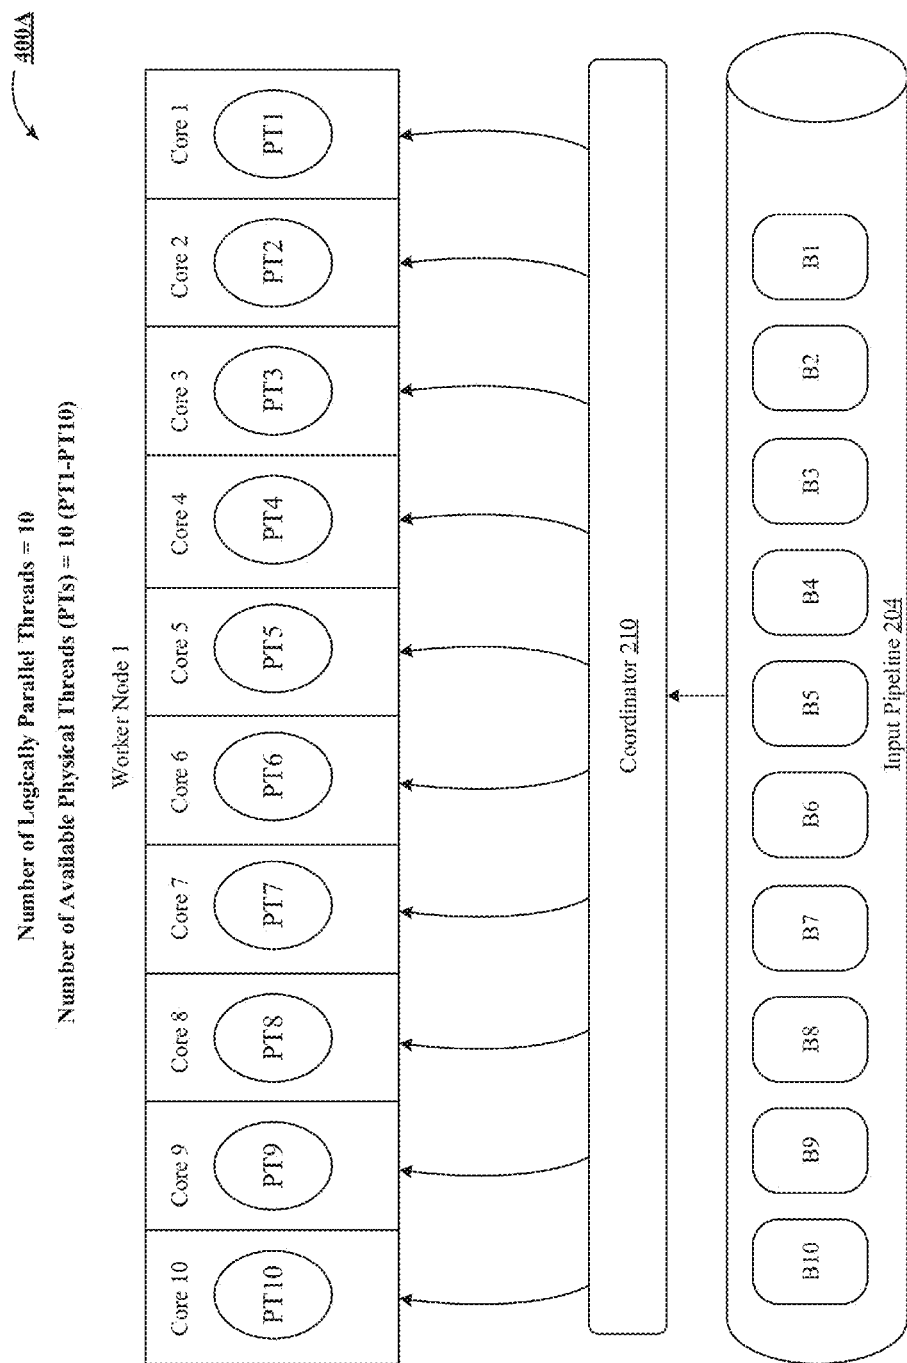 400A
Number of Logically Parallel Threads = 10
Number of Available Physical Threads (PTs) = 10 (PT1-PT10)
Worker Node 1
Core 10
Core 9
Core 8
Core 7
Core 6
Core 5
Core 4
Core 3
Core 2
Core 1
PT10
PT9
PT8
PT7
PT6
PT5
PT4
PT3
PT2
PT1
Coordinator 210
B10
B9
B8
B7
B6
B5
B4
B3
B2
B1
Input Pipeline 204